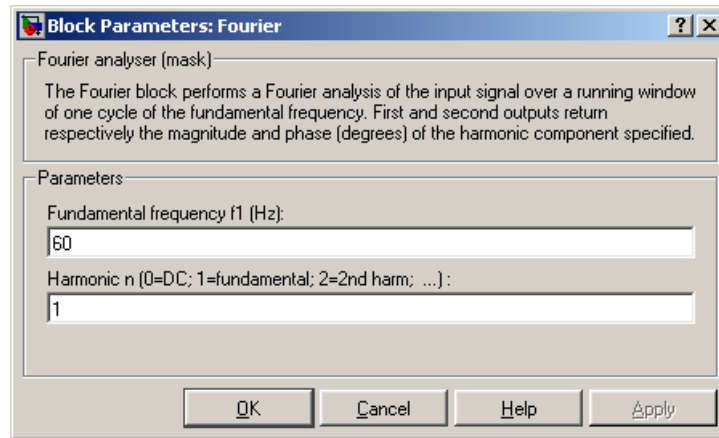 Block Parameters: Fourier
Fourier analyser (mask)
The Fourier block performs a Fourier analysis of the input signal over a running window
of one cycle of the fundamental frequency. First and second outputs return
respectively the magnitude and phase (degrees) of the harmonic component specified.
Parameters
Fundamental frequency f1 (Hz):
60
Harmonic n (0=DC; 1=fundamental; 2=2nd harm; ...) :
1
OK Cancel Help Apply